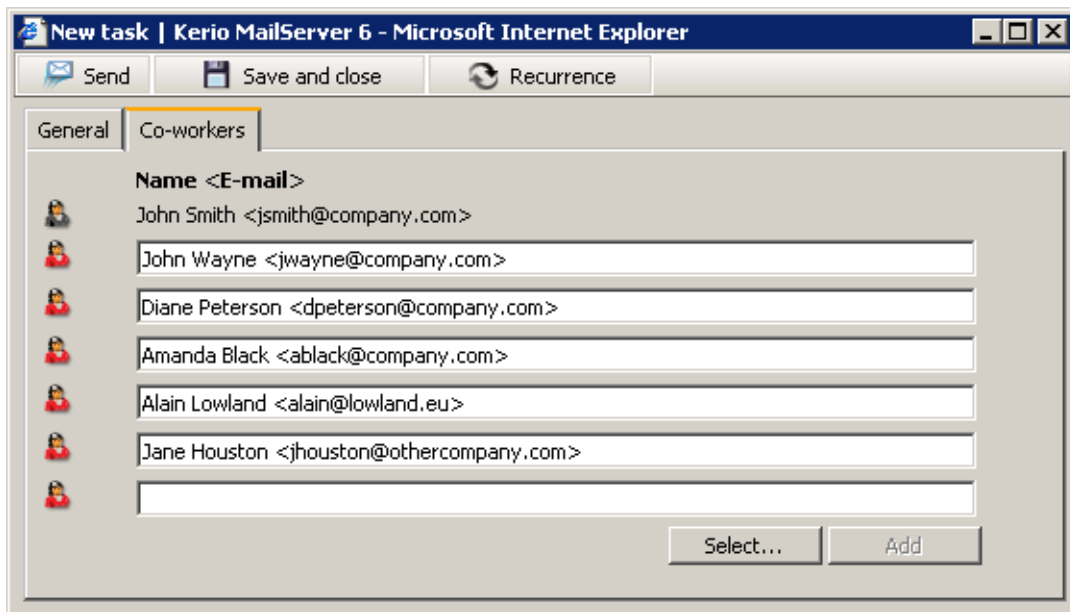 New task | Kerio MailServer 6 - Microsoft Internet Explorer
Send Save and close Recurrence
General Co-workers
Name <E-mail>
John Smith <jsmith@company.com>
John Wayne <jwayne@company.com>
Diane Peterson <dpeterson@company.com>
Amanda Black <ablack@company.com>
Alain Lowland <alain@lowland.eu>
Jane Houston <jhouston@othercompany.com>
Select... Add